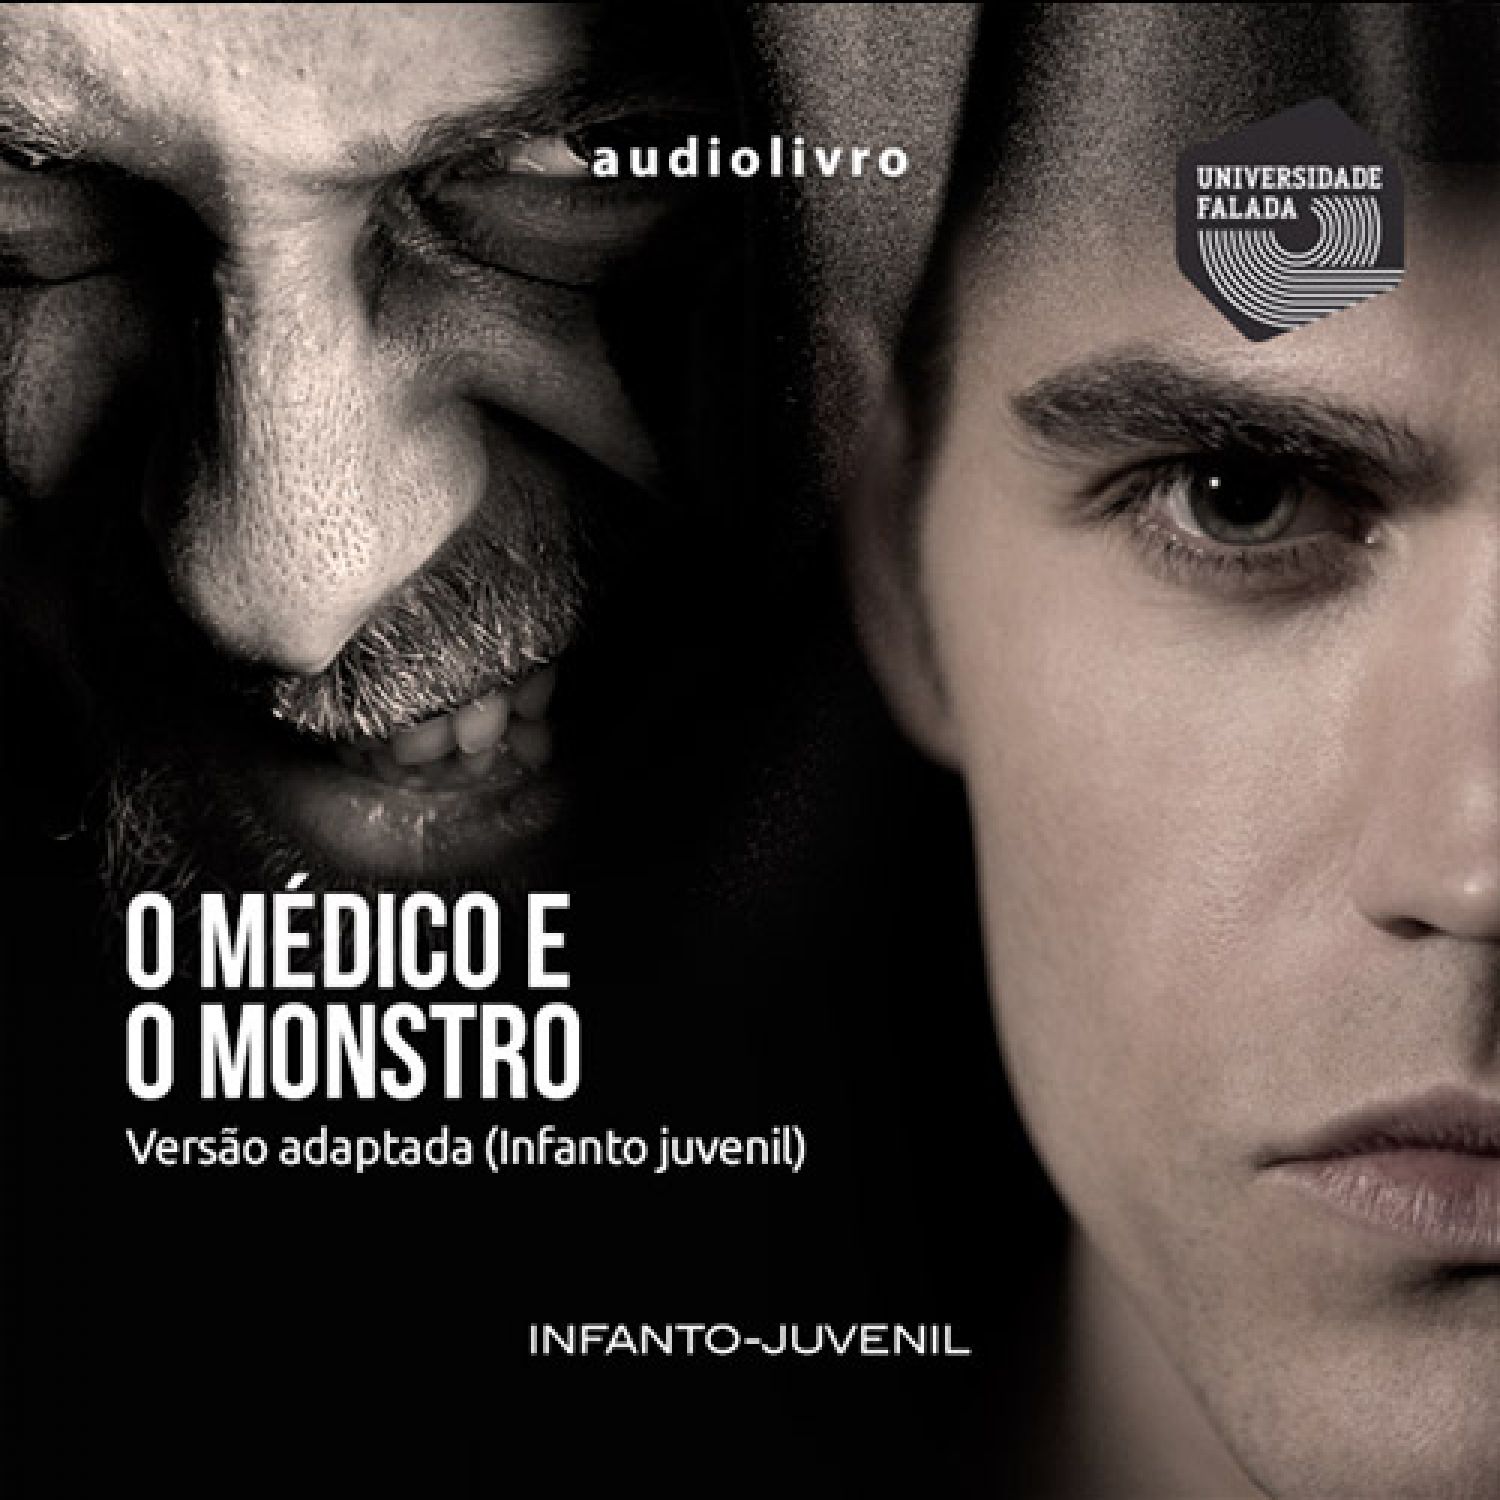 audiolivro
UNIVERSIDADE
FALADA
O MÉDICO E
O MONSTRO
Versão adaptada (Infanto juvenil)
INFANTO-JUVENIL